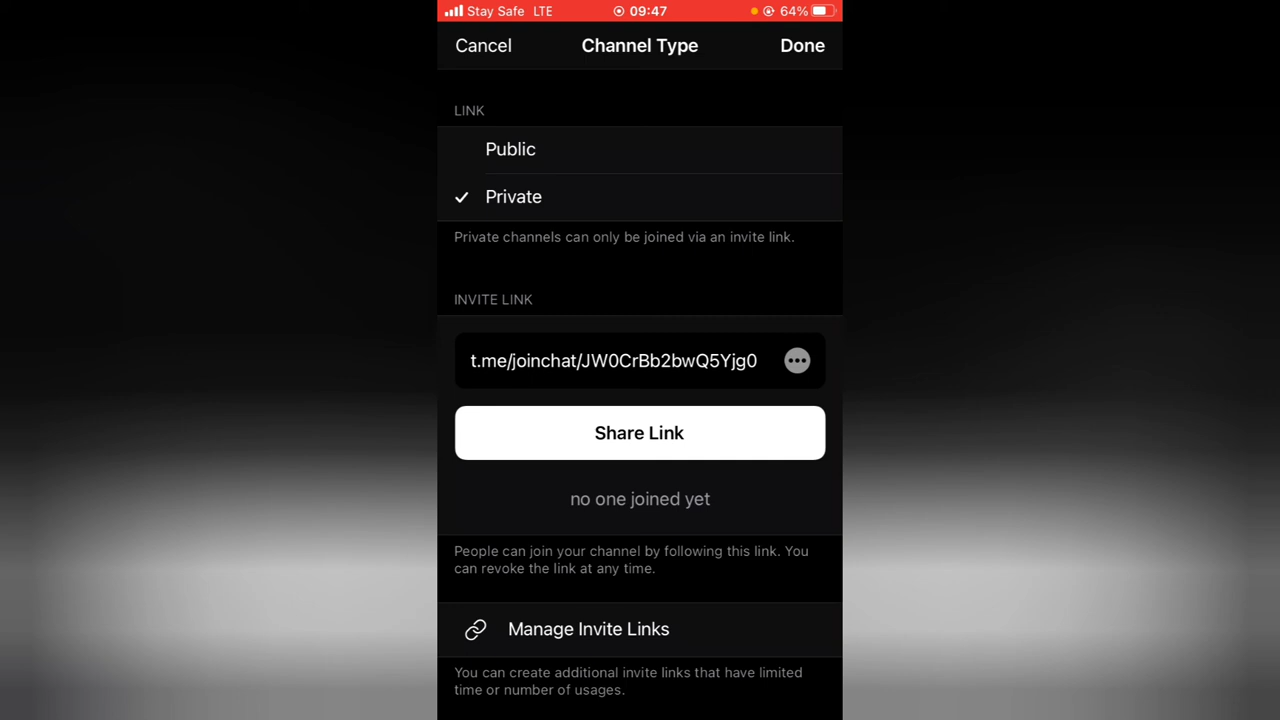 Stay Safe LTE 09:47 64%
Cancel Channel Type Done
LINK
Public
Private
Private channels can only be joined via an invite link.
INVITE LINK
t.me/joinchat/JW0CrBb2bwQ5Yjg0
Share Link
no one joined yet
People can join your channel by following this link. You
can revoke the link at any time.
Manage Invite Links
You can create additional invite links that have limited
time or number of usages.